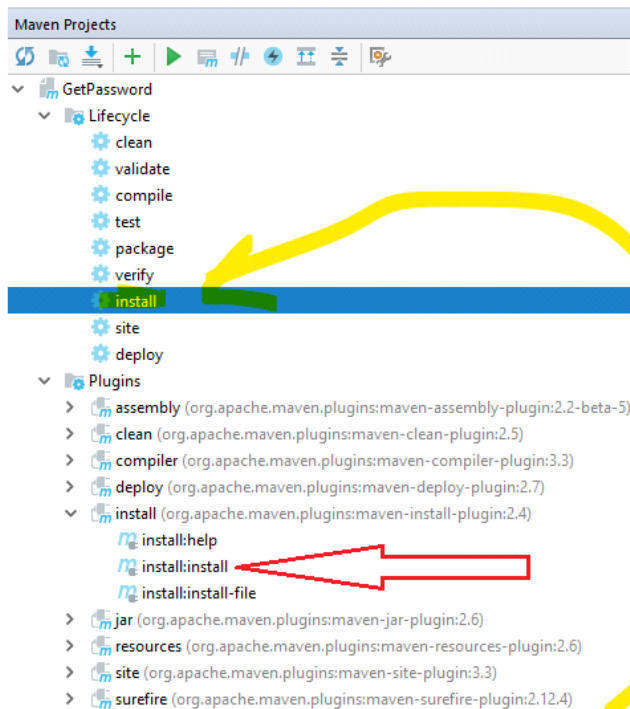 Maven Projects
GetPassword
Lifecycle
clean
validate
compile
test
package
verify
install
site
deploy
Plugins
assembly (org.apache.maven.plugins:maven-assembly-plugin:2.2-beta-5)
clean (org.apache.maven.plugins:maven-clean-plugin:2.5)
compiler (org.apache.maven.plugins:maven-compiler-plugin:3.3)
deploy (org.apache.maven.plugins:maven-deploy-plugin:2.7)
install (org.apache.maven.plugins:maven-install-plugin:2.4)
install:help
install:install
install:install-file
jar (org.apache.maven.plugins:maven-jar-plugin:2.6)
resources (org.apache.maven.plugins:maven-resources-plugin:2.6)
site (org.apache.maven.plugins:maven-site-plugin:3.3)
surefire (org.apache.maven.plugins:maven-surefire-plugin:2.12.4)